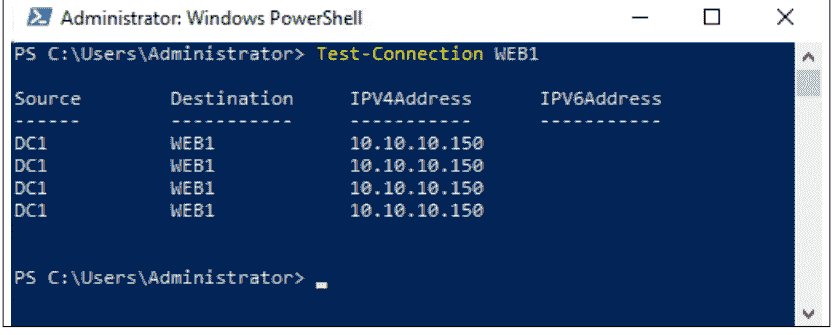 Administrator: Windows PowerShell
PS C:\Users\Administrator> Test-Connection WEB1
Source Destination IPV4Address IPV6Address
------ ----------- ----------- -----------
DC1 WEB1 10.10.10.150
DC1 WEB1 10.10.10.150
DC1 WEB1 10.10.10.150
DC1 WEB1 10.10.10.150
PS C:\Users\Administrator>